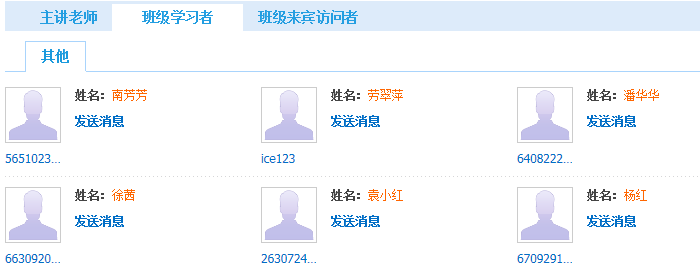 主讲老师 班级学习者 班级来宾访问者
其他
姓名：南芳芳 姓名：劳翠萍 姓名：潘华华
发送消息 发送消息 发送消息
5651023... ice123 6408222...
姓名：徐茜 姓名：袁小红 姓名：杨红
发送消息 发送消息 发送消息
6630920... 2630724... 6709291...